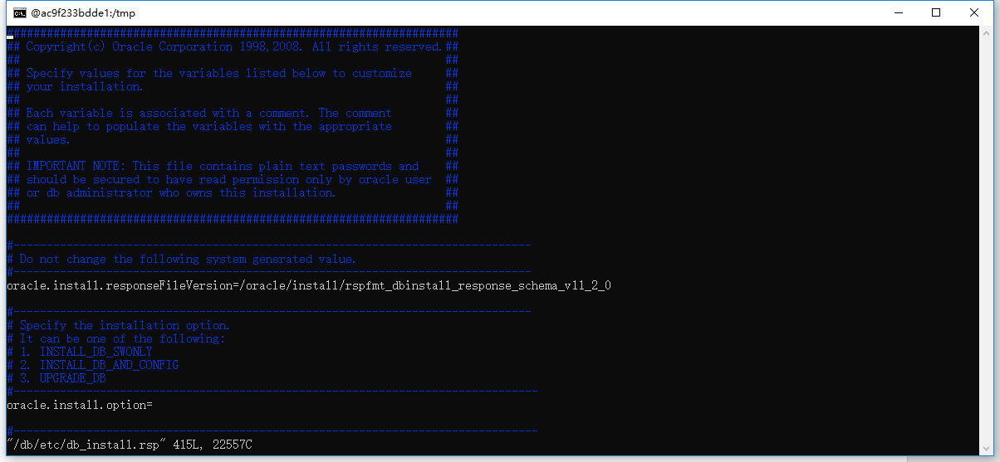 @ac9f233bdde1:/tmp
####################################################################
## Copyright(c) Oracle Corporation 1998,2008. All rights reserved.##
## ##
## Specify values for the variables listed below to customize ##
## your installation. ##
## ##
## Each variable is associated with a comment. The comment ##
## can help to populate the variables with the appropriate ##
## values. ##
## ##
## IMPORTANT NOTE: This file contains plain text passwords and ##
## should be secured to have read permission only by oracle user ##
## or db administrator who owns this installation. ##
## ##
####################################################################
#------------------------------------------------------------------------------
# Do not change the following system generated value.
#------------------------------------------------------------------------------
oracle.install.responseFileVersion=/oracle/install/rspfmt_dbinstall_response_schema_v11_2_0
#------------------------------------------------------------------------------
# Specify the installation option.
# It can be one of the following:
# 1. INSTALL_DB_SWONLY
# 2. INSTALL_DB_AND_CONFIG
# 3. UPGRADE_DB
#-------------------------------------------------------------------------------
oracle.install.option=
#-------------------------------------------------------------------------------
"/db/etc/db_install.rsp" 415L, 22557C